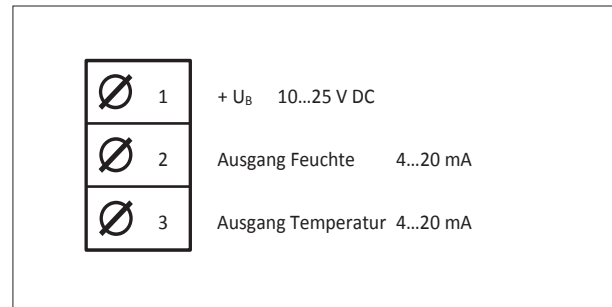 1 + UB 10...25 V DC
2 Ausgang Feuchte 4...20 mA
3 Ausgang Temperatur 4...20 mA